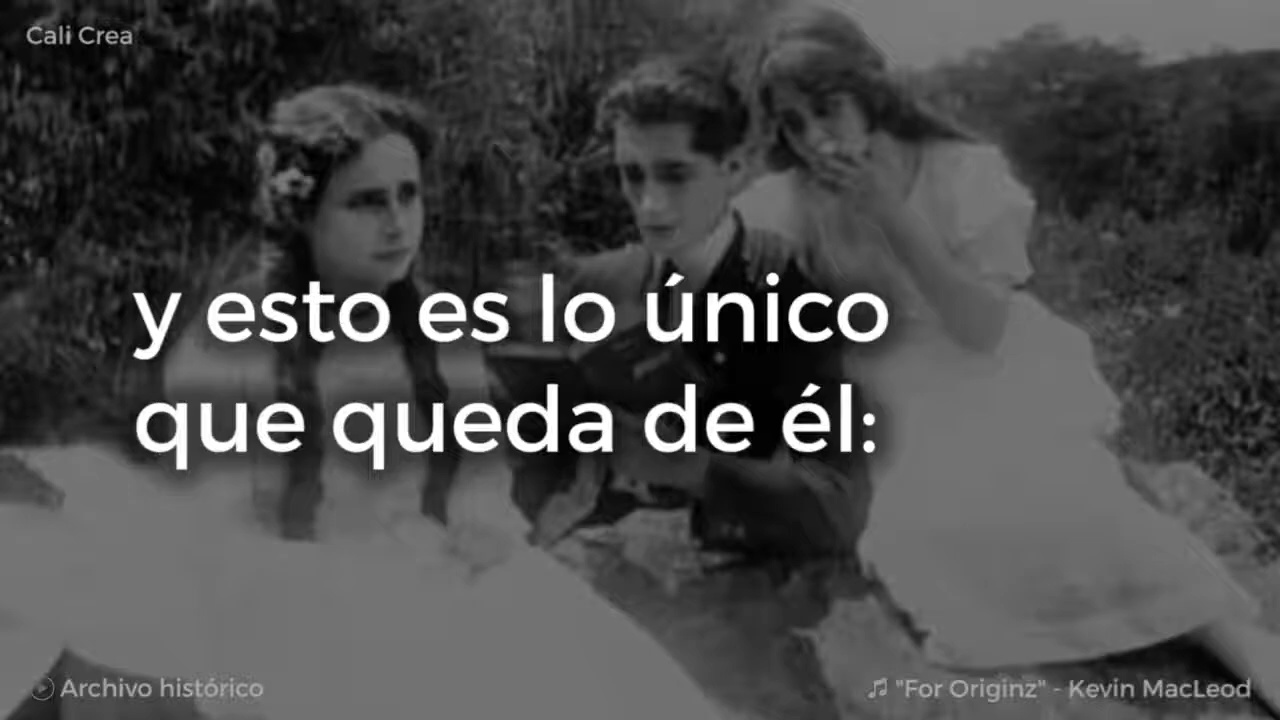 Cali Crea
y esto es lo único
que queda de él:
Archivo histórico
"For Originz" - Kevin MacLeod